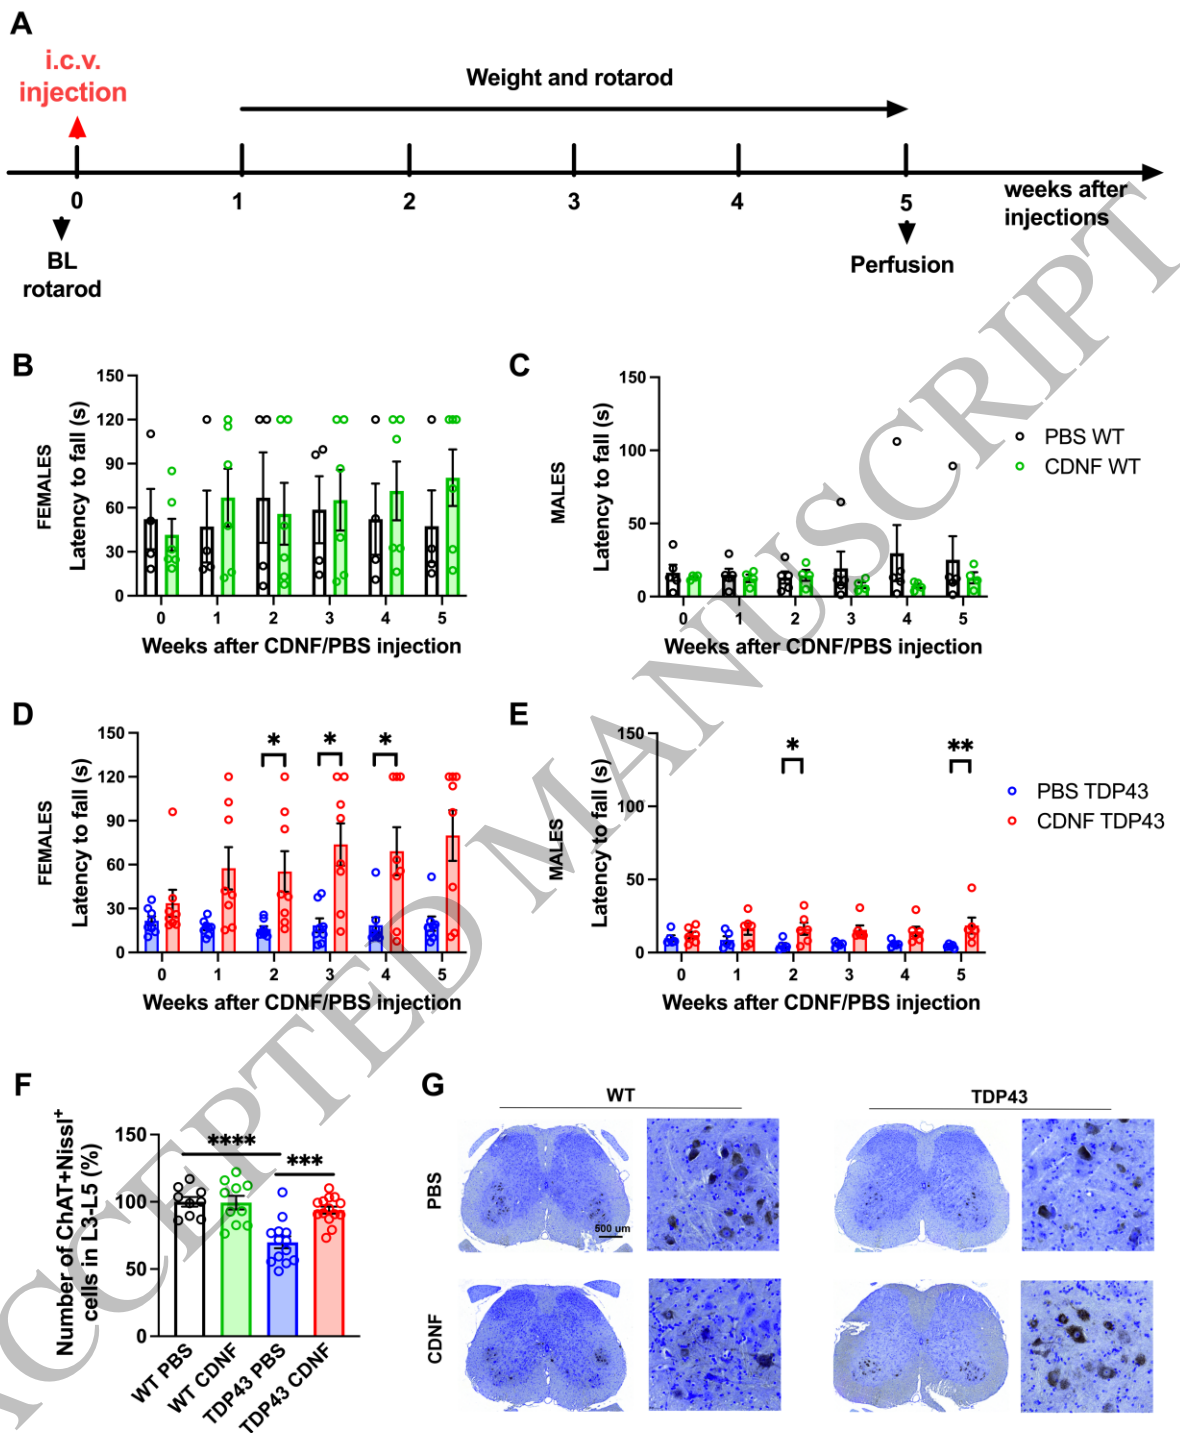 A
i.c.v.
injection
Weight and rotarod
0
1
2
3
4
5
weeks after
injections
BL
rotarod
Perfusion
B
FEMALES
Latency to fall (s)
150
120
90
60
30
0
0 1 2 3 4 5
Weeks after CDNF/PBS injection
C
MALES
Latency to fall (s)
150
100
50
0
0 1 2 3 4 5
Weeks after CDNF/PBS injection
PBS WT
CDNF WT
D
FEMALES
Latency to fall (s)
150
120
90
60
30
0
* * *
0 1 2 3 4 5
Weeks after CDNF/PBS injection
E
MALES
Latency to fall (s)
150
100
50
0
* **
0 1 2 3 4 5
Weeks after CDNF/PBS injection
PBS TDP43
CDNF TDP43
F
Number of ChAT+Nissl+
cells in L3-L5 (%)
150
100
50
0
****
***
WT PBS
WT CDNF
TDP43 PBS
TDP43 CDNF
G
WT
TDP43
PBS
500 um
CDNF
ACCEPTED MANUSCRIPT